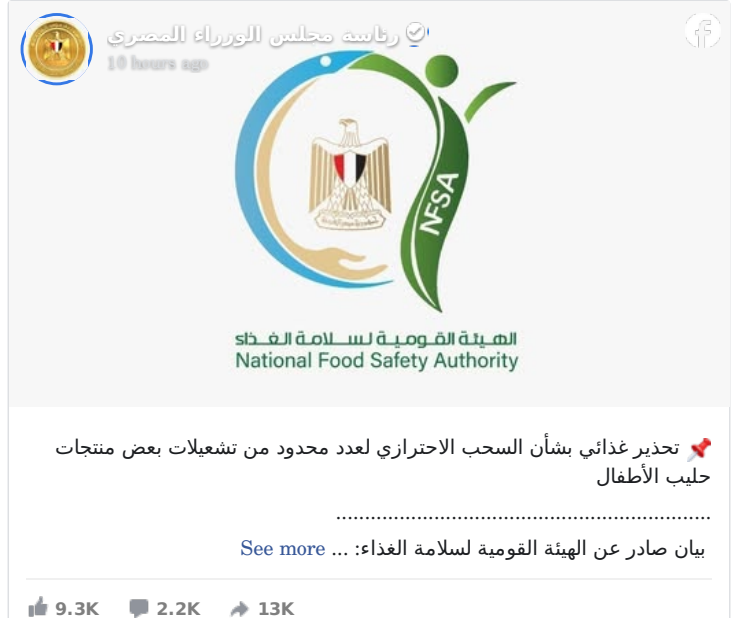 رئاسة مجلس الوزراء المصري
10 hours ago
NFSA
الهيئة القومية لسلامة الغذاء
National Food Safety Authority
📌 تحذير غذائي بشأن السحب الاحترازي لعدد محدود من تشغيلات بعض منتجات
حليب الأطفال
................................................................
بيان صادر عن الهيئة القومية لسلامة الغذاء: ... See more
9.3K 2.2K 13K